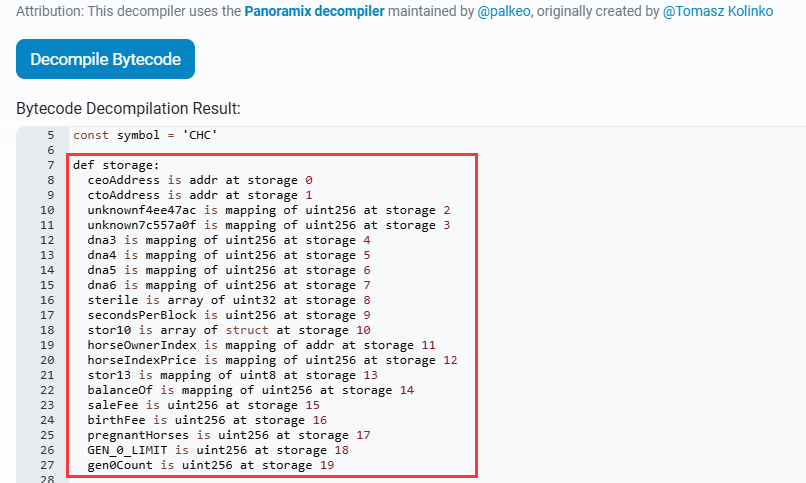 Attribution: This decompiler uses the Panoramix decompiler maintained by @palkeo, originally created by @Tomasz Kolinko
Decompile Bytecode
Bytecode Decompilation Result:
5 const symbol = 'CHC'
6
7 def storage:
8 ceoAddress is addr at storage 0
9 ctoAddress is addr at storage 1
10 unknownf4ee47ac is mapping of uint256 at storage 2
11 unknown7c557a0f is mapping of uint256 at storage 3
12 dna3 is mapping of uint256 at storage 4
13 dna4 is mapping of uint256 at storage 5
14 dna5 is mapping of uint256 at storage 6
15 dna6 is mapping of uint256 at storage 7
16 sterile is array of uint32 at storage 8
17 secondsPerBlock is uint256 at storage 9
18 stor10 is array of struct at storage 10
19 horseOwnerIndex is mapping of addr at storage 11
20 horseIndexPrice is mapping of uint256 at storage 12
21 stor13 is mapping of uint8 at storage 13
22 balanceOf is mapping of uint256 at storage 14
23 saleFee is uint256 at storage 15
24 birthFee is uint256 at storage 16
25 pregnantHorses is uint256 at storage 17
26 GEN_0_LIMIT is uint256 at storage 18
27 gen0Count is uint256 at storage 19
28